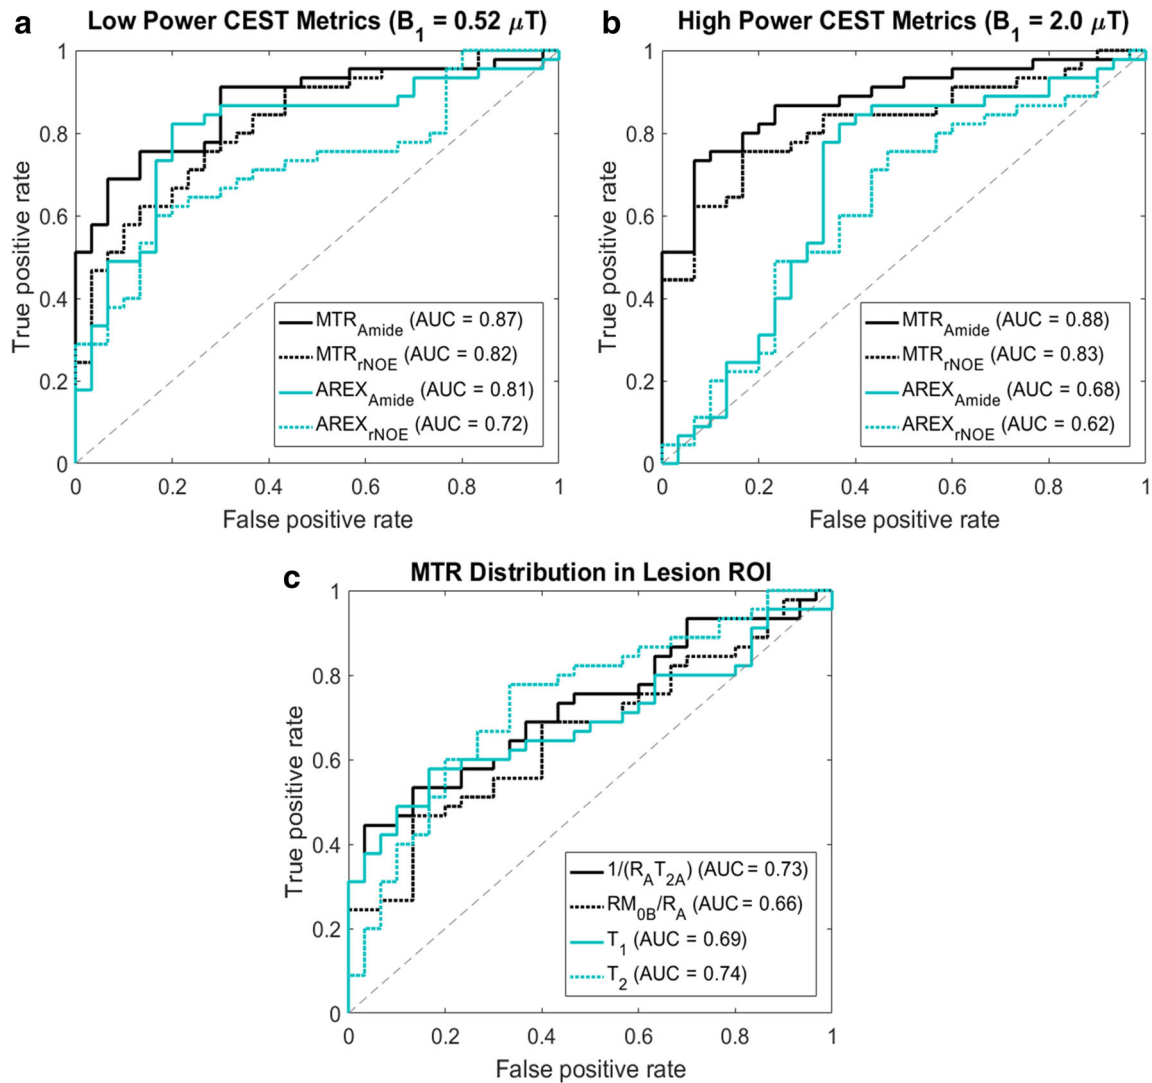 a
Low Power CEST Metrics (B1 = 0.52 μT)
True positive rate
1
0.8
0.6
0.4
0.2
0
MTRAmide (AUC = 0.87)
MTRrNOE (AUC = 0.82)
AREXAmide (AUC = 0.81)
AREXrNOE (AUC = 0.72)
0 0.2 0.4 0.6 0.8 1
False positive rate
b
High Power CEST Metrics (B1 = 2.0 μT)
True positive rate
1
0.8
0.6
0.4
0.2
0
MTRAmide (AUC = 0.88)
MTRrNOE (AUC = 0.83)
AREXAmide (AUC = 0.68)
AREXrNOE (AUC = 0.62)
0 0.2 0.4 0.6 0.8 1
False positive rate
c
MTR Distribution in Lesion ROI
True positive rate
1
0.8
0.6
0.4
0.2
0
1/(RAT2A) (AUC = 0.73)
RM0B/RA (AUC = 0.66)
T1 (AUC = 0.69)
T2 (AUC = 0.74)
0 0.2 0.4 0.6 0.8 1
False positive rate